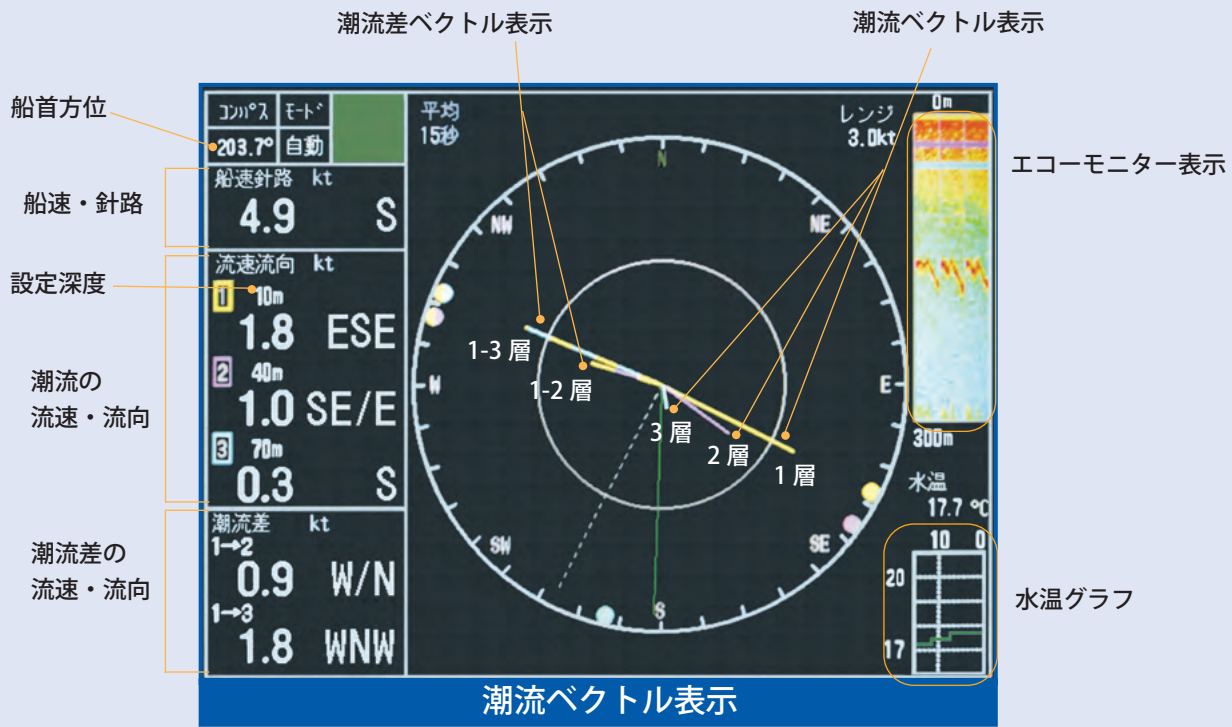 潮流差ベクトル表示
潮流ベクトル表示
船首方位
船速・針路
設定深度
潮流の
流速・流向
潮流差の
流速・流向
コンパス モード
203.7° 自動
船速針路 kt
4.9 S
流速流向 kt
1 10m
1.8 ESE
2 40m
1.0 SE/E
3 70m
0.3 S
潮流差 kt
1→2
0.9 W/N
1→3
1.8 WNW
平均
15秒
レンジ
3.0kt
N
NW
NE
W
E
SW
SE
S
1-3 層
1-2 層
3 層
2 層
1 層
0m
300m
水温
17.7 ℃
10 0
20
17
エコーモニター表示
水温グラフ
潮流ベクトル表示